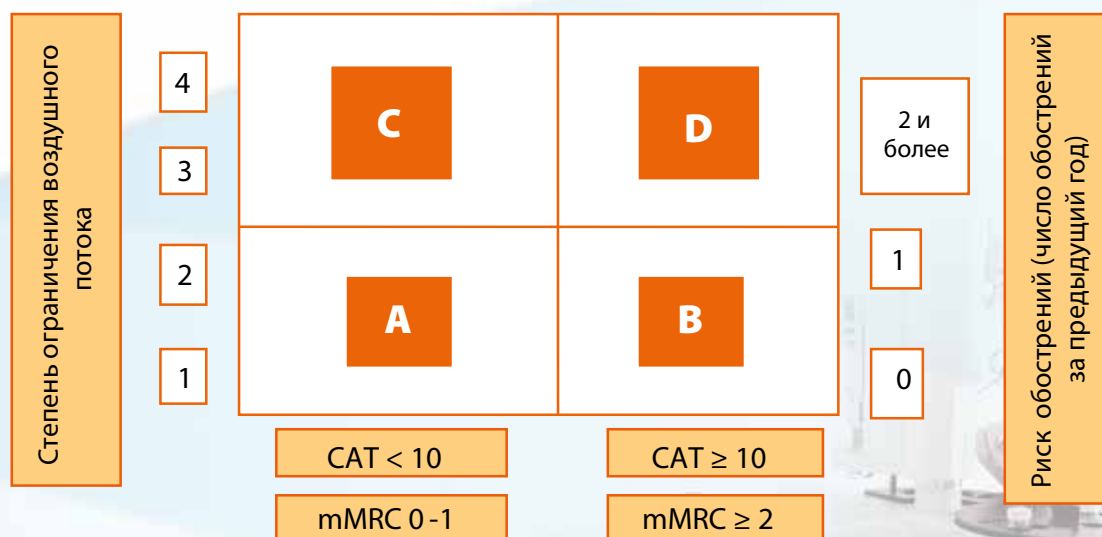 Степень ограничения воздушного
потока
4
3
2
1
C
D
A
B
2 и
более
1
0
Риск обострений (число обострений
за предыдущий год)
CAT < 10
CAT ≥ 10
mMRC 0 -1
mMRC ≥ 2